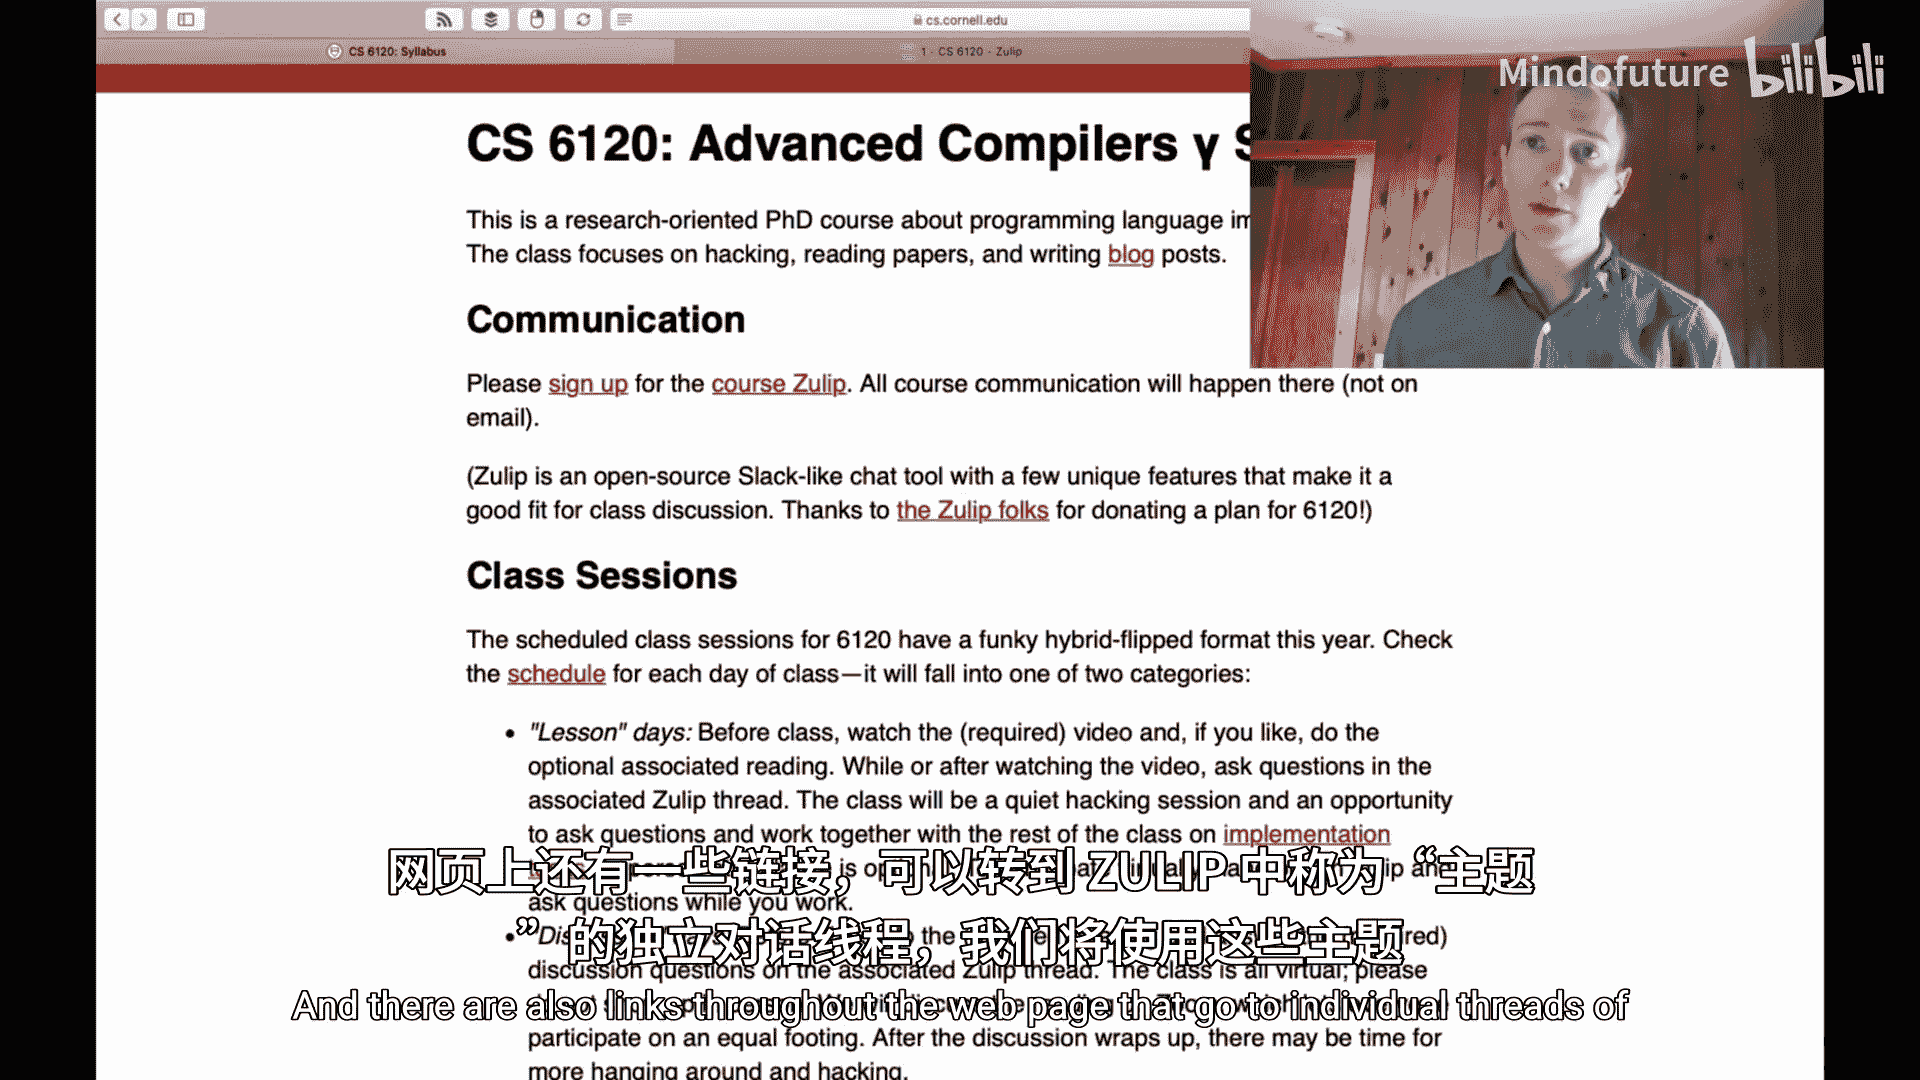 cs.cornell.edu
CS 6120: Syllabus
1 - CS 6120 - Zulip
Mindofuture bilibili
CS 6120: Advanced Compilers γ S
This is a research-oriented PhD course about programming language im
The class focuses on hacking, reading papers, and writing blog posts.
Communication
Please sign up for the course Zulip. All course communication will happen there (not on
email).
(Zulip is an open-source Slack-like chat tool with a few unique features that make it a
good fit for class discussion. Thanks to the Zulip folks for donating a plan for 6120!)
Class Sessions
The scheduled class sessions for 6120 have a funky hybrid-flipped format this year. Check
the schedule for each day of class—it will fall into one of two categories:
• "Lesson" days: Before class, watch the (required) video and, if you like, do the
optional associated reading. While or after watching the video, ask questions in the
associated Zulip thread. The class will be a quiet hacking session and an opportunity
to ask questions and work together with the rest of the class on implementation
网页上还有一些链接，可以转到 ZULIP 中称为“主题
ask questions while you work.
”的独立对话线程，我们将使用这些主题
discussion questions on the associated Zulip thread. The class is all virtual; please
And there are also links throughout the web page that go to individual threads of
participate on an equal footing. After the discussion wraps up, there may be time for
more hanging around and hacking.